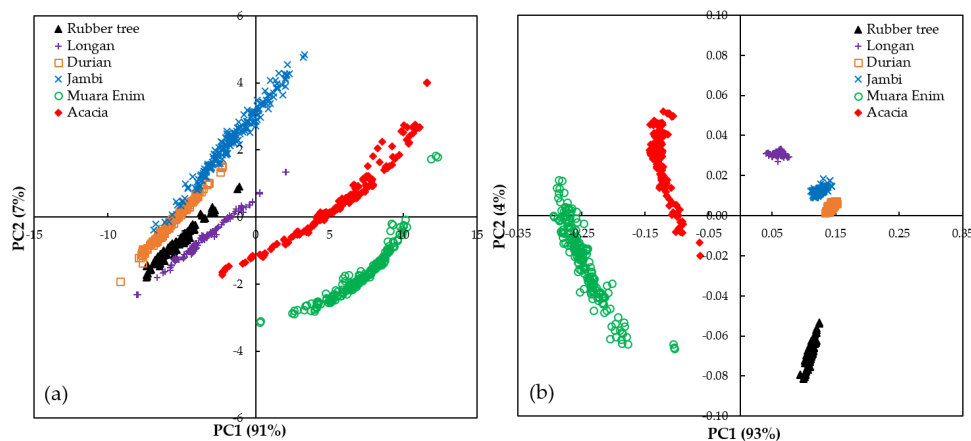 6
4
2
0
-2
-4
-6
-15
-10
-5
0
5
10
15
PC2 (7%)
PC1 (91%)
Rubber tree
Longan
Durian
Jambi
Muara Enim
Acacia
(a)
0.10
0.08
0.06
0.04
0.02
0.00
-0.02
-0.04
-0.06
-0.08
-0.10
-0.35
-0.25
-0.15
-0.05
0.05
0.15
0.25
0.35
PC2 (4%)
PC1 (93%)
Rubber tree
Longan
Durian
Jambi
Muara Enim
Acacia
(b)